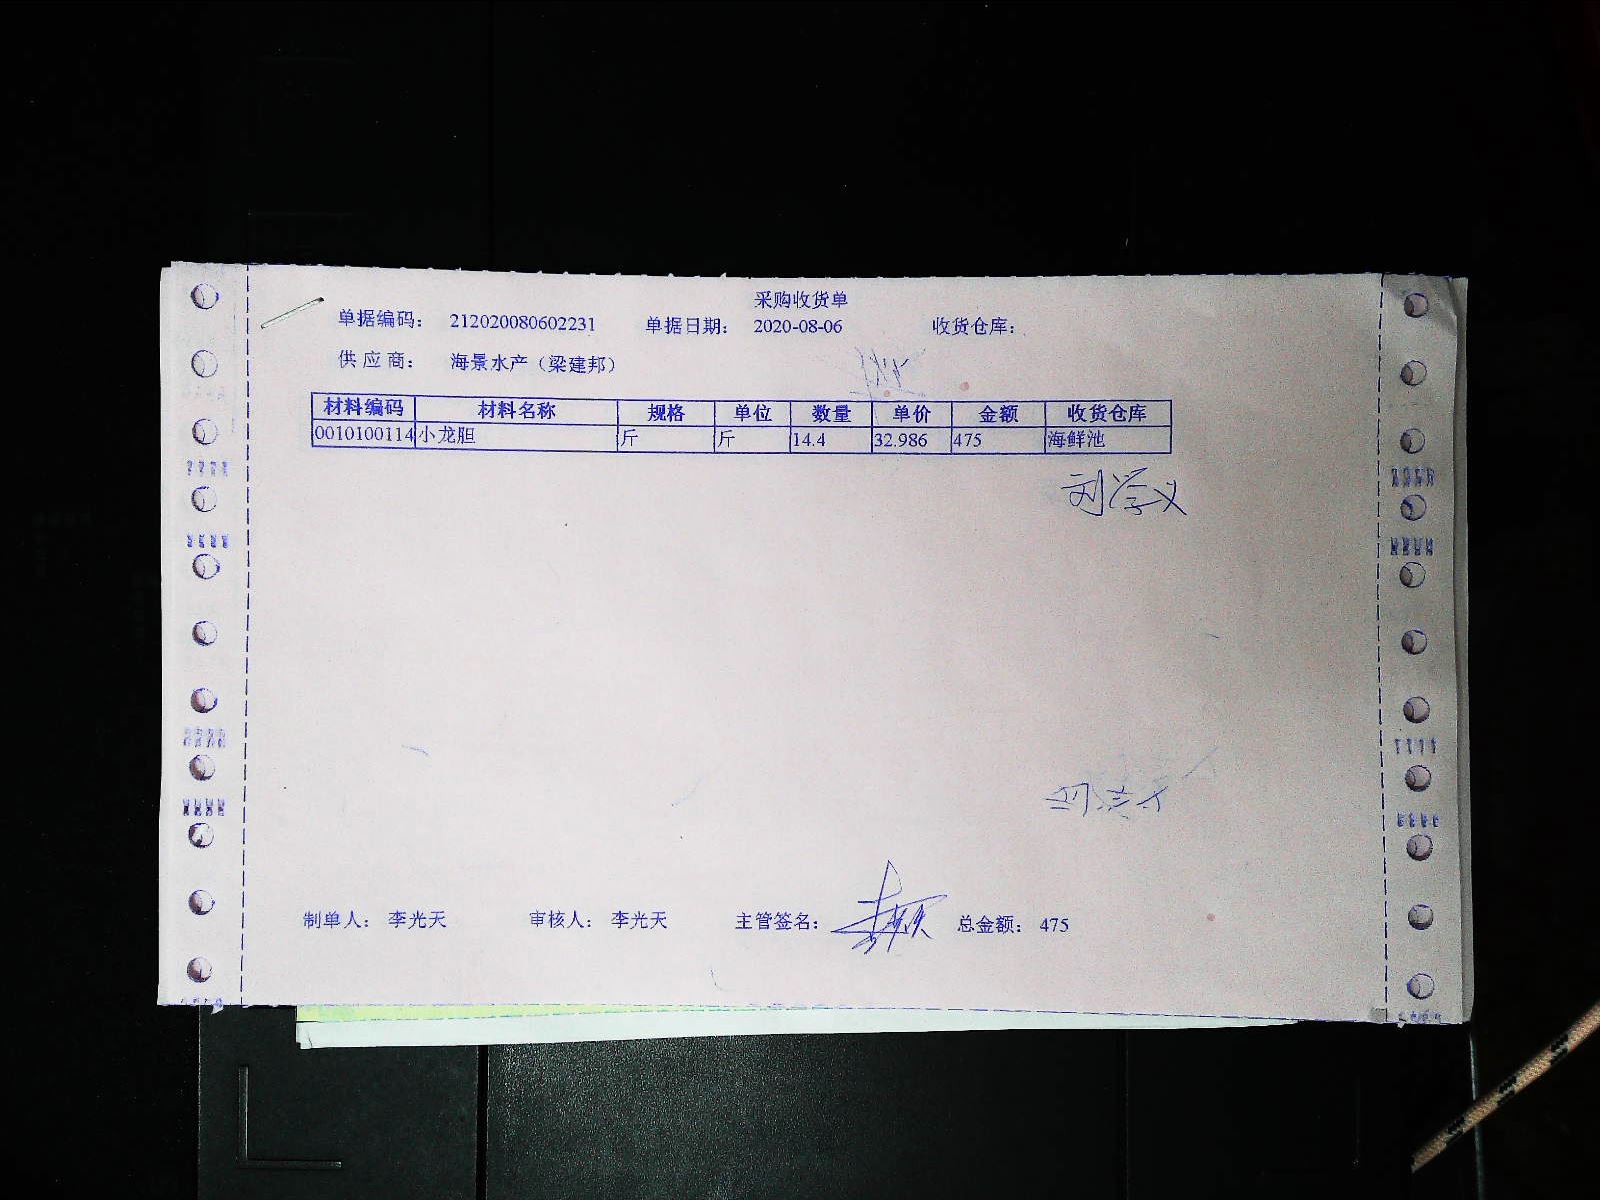 采购收货单
单据编码： 212020080602231 单据日期： 2020-08-06 收货仓库：
供应商： 海景水产（梁建邦）
材料编码 材料名称 规格 单位 数量 单价 金额 收货仓库
0010100114 小龙胆 斤 斤 14.4 32.986 475 海鲜池
刘学义
制单人： 李光天 审核人： 李光天 主管签名： 总金额： 475